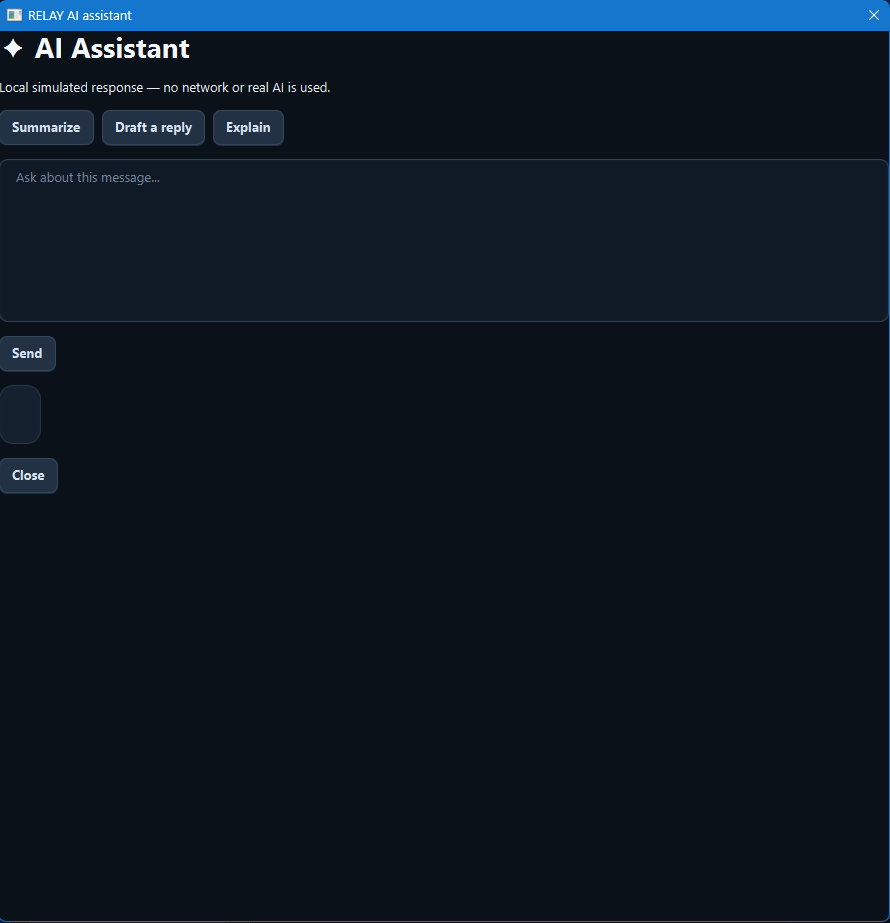 RELAY AI assistant
✦ AI Assistant
Local simulated response — no network or real AI is used.
Summarize Draft a reply Explain
Ask about this message...
Send
Close